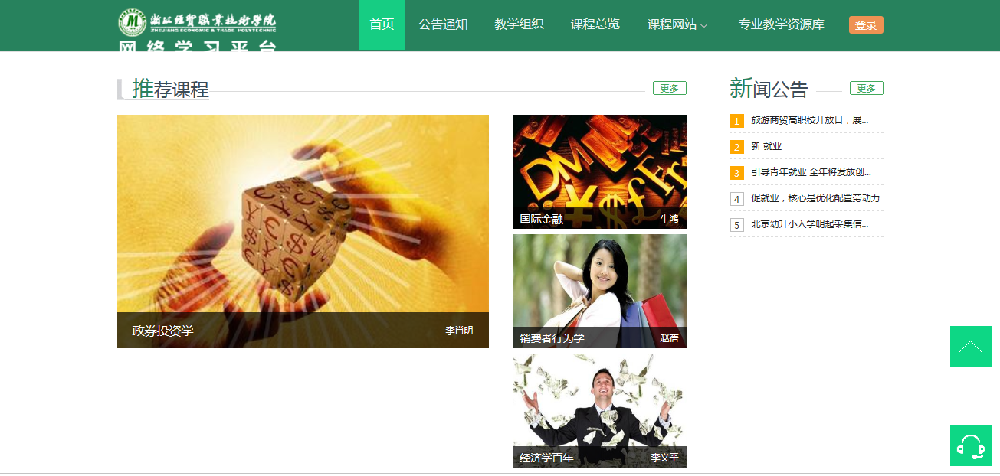 浙江经贸职业技术学院
ZHEJIANG ECONOMIC & TRADE POLYTECHNIC
网络学习平台
首页 公告通知 教学组织 课程总览 课程网站 专业教学资源库 登录
推荐课程 更多
政券投资学 李肖明
国际金融 牛鸿
销费者行为学 赵蓓
经济学百年 李义平
新闻公告 更多
1 旅游商贸高职校开放日，展...
2 新 就业
3 引导青年就业 全年将发放创...
4 促就业，核心是优化配置劳动力
5 北京幼升小入学明起采集信...